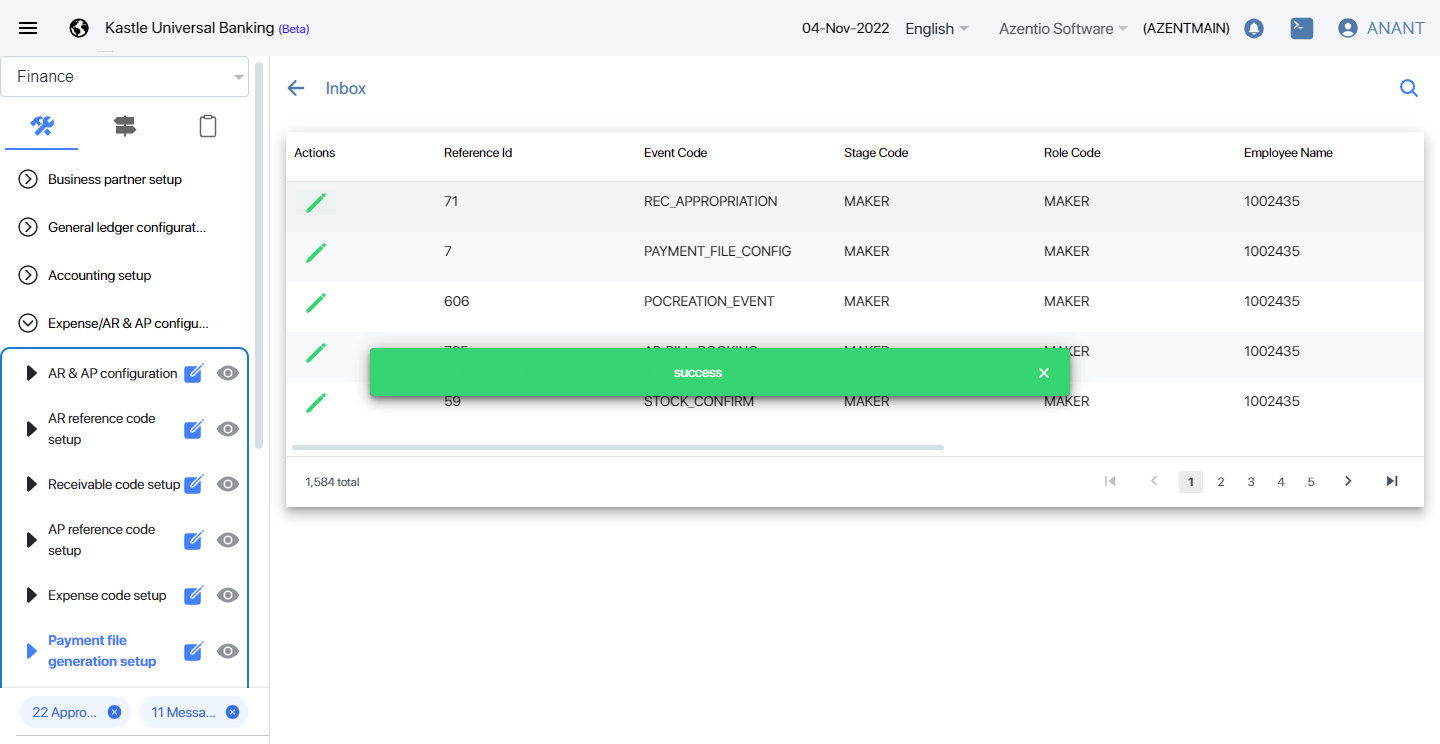 Kastle Universal Banking (Beta)
04-Nov-2022 English Azentio Software (AZENTMAIN) ANANT
Finance
Business partner setup
General ledger configurat...
Accounting setup
Expense/AR & AP configu...
AR & AP configuration
AR reference code
setup
Receivable code setup
AP reference code
setup
Expense code setup
Payment file
generation setup
22 Appro... 11 Messa...
Inbox
Actions Reference Id Event Code Stage Code Role Code Employee Name
71 REC_APPROPRIATION MAKER MAKER 1002435
7 PAYMENT_FILE_CONFIG MAKER MAKER 1002435
606 POCREATION_EVENT MAKER MAKER 1002435
MAKER 1002435
success
59 STOCK_CONFIRM MAKER MAKER 1002435
1,584 total 1 2 3 4 5